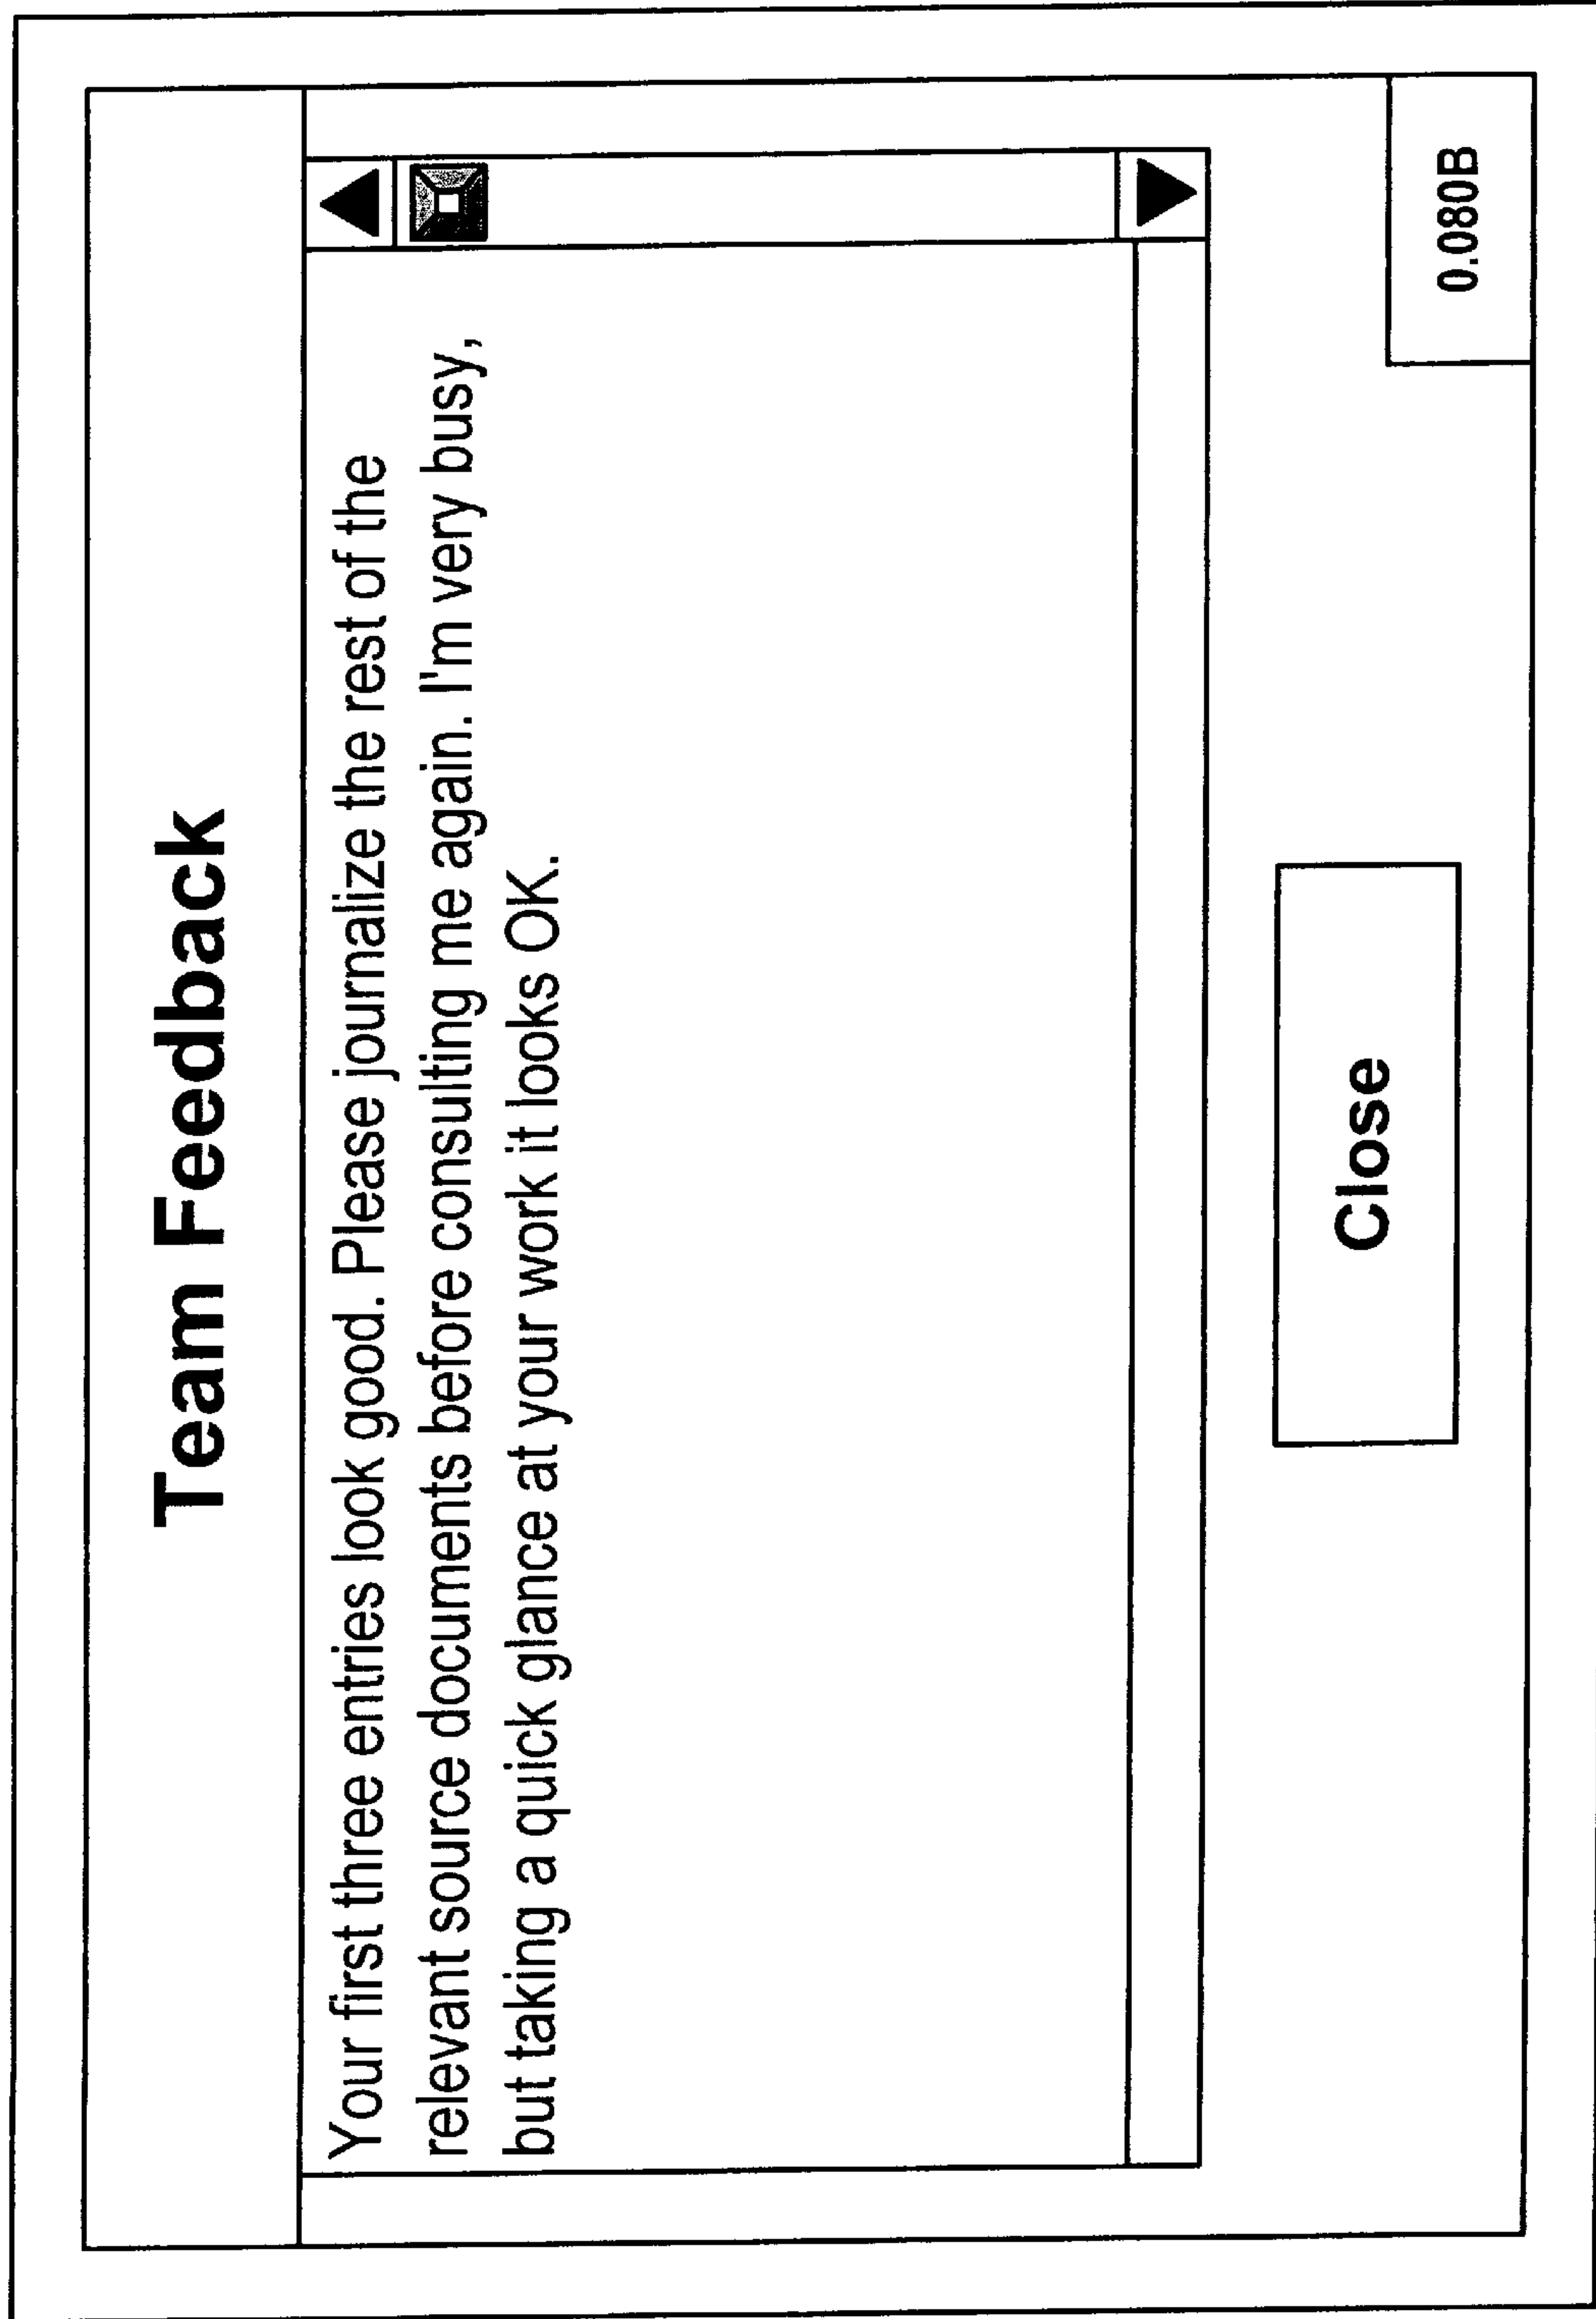 Team Feedback
Your first three entries look good. Please journalize the rest of the
relevant source documents before consulting me again. I'm very busy,
but taking a quick glance at your work it looks OK.
Close
0.080B